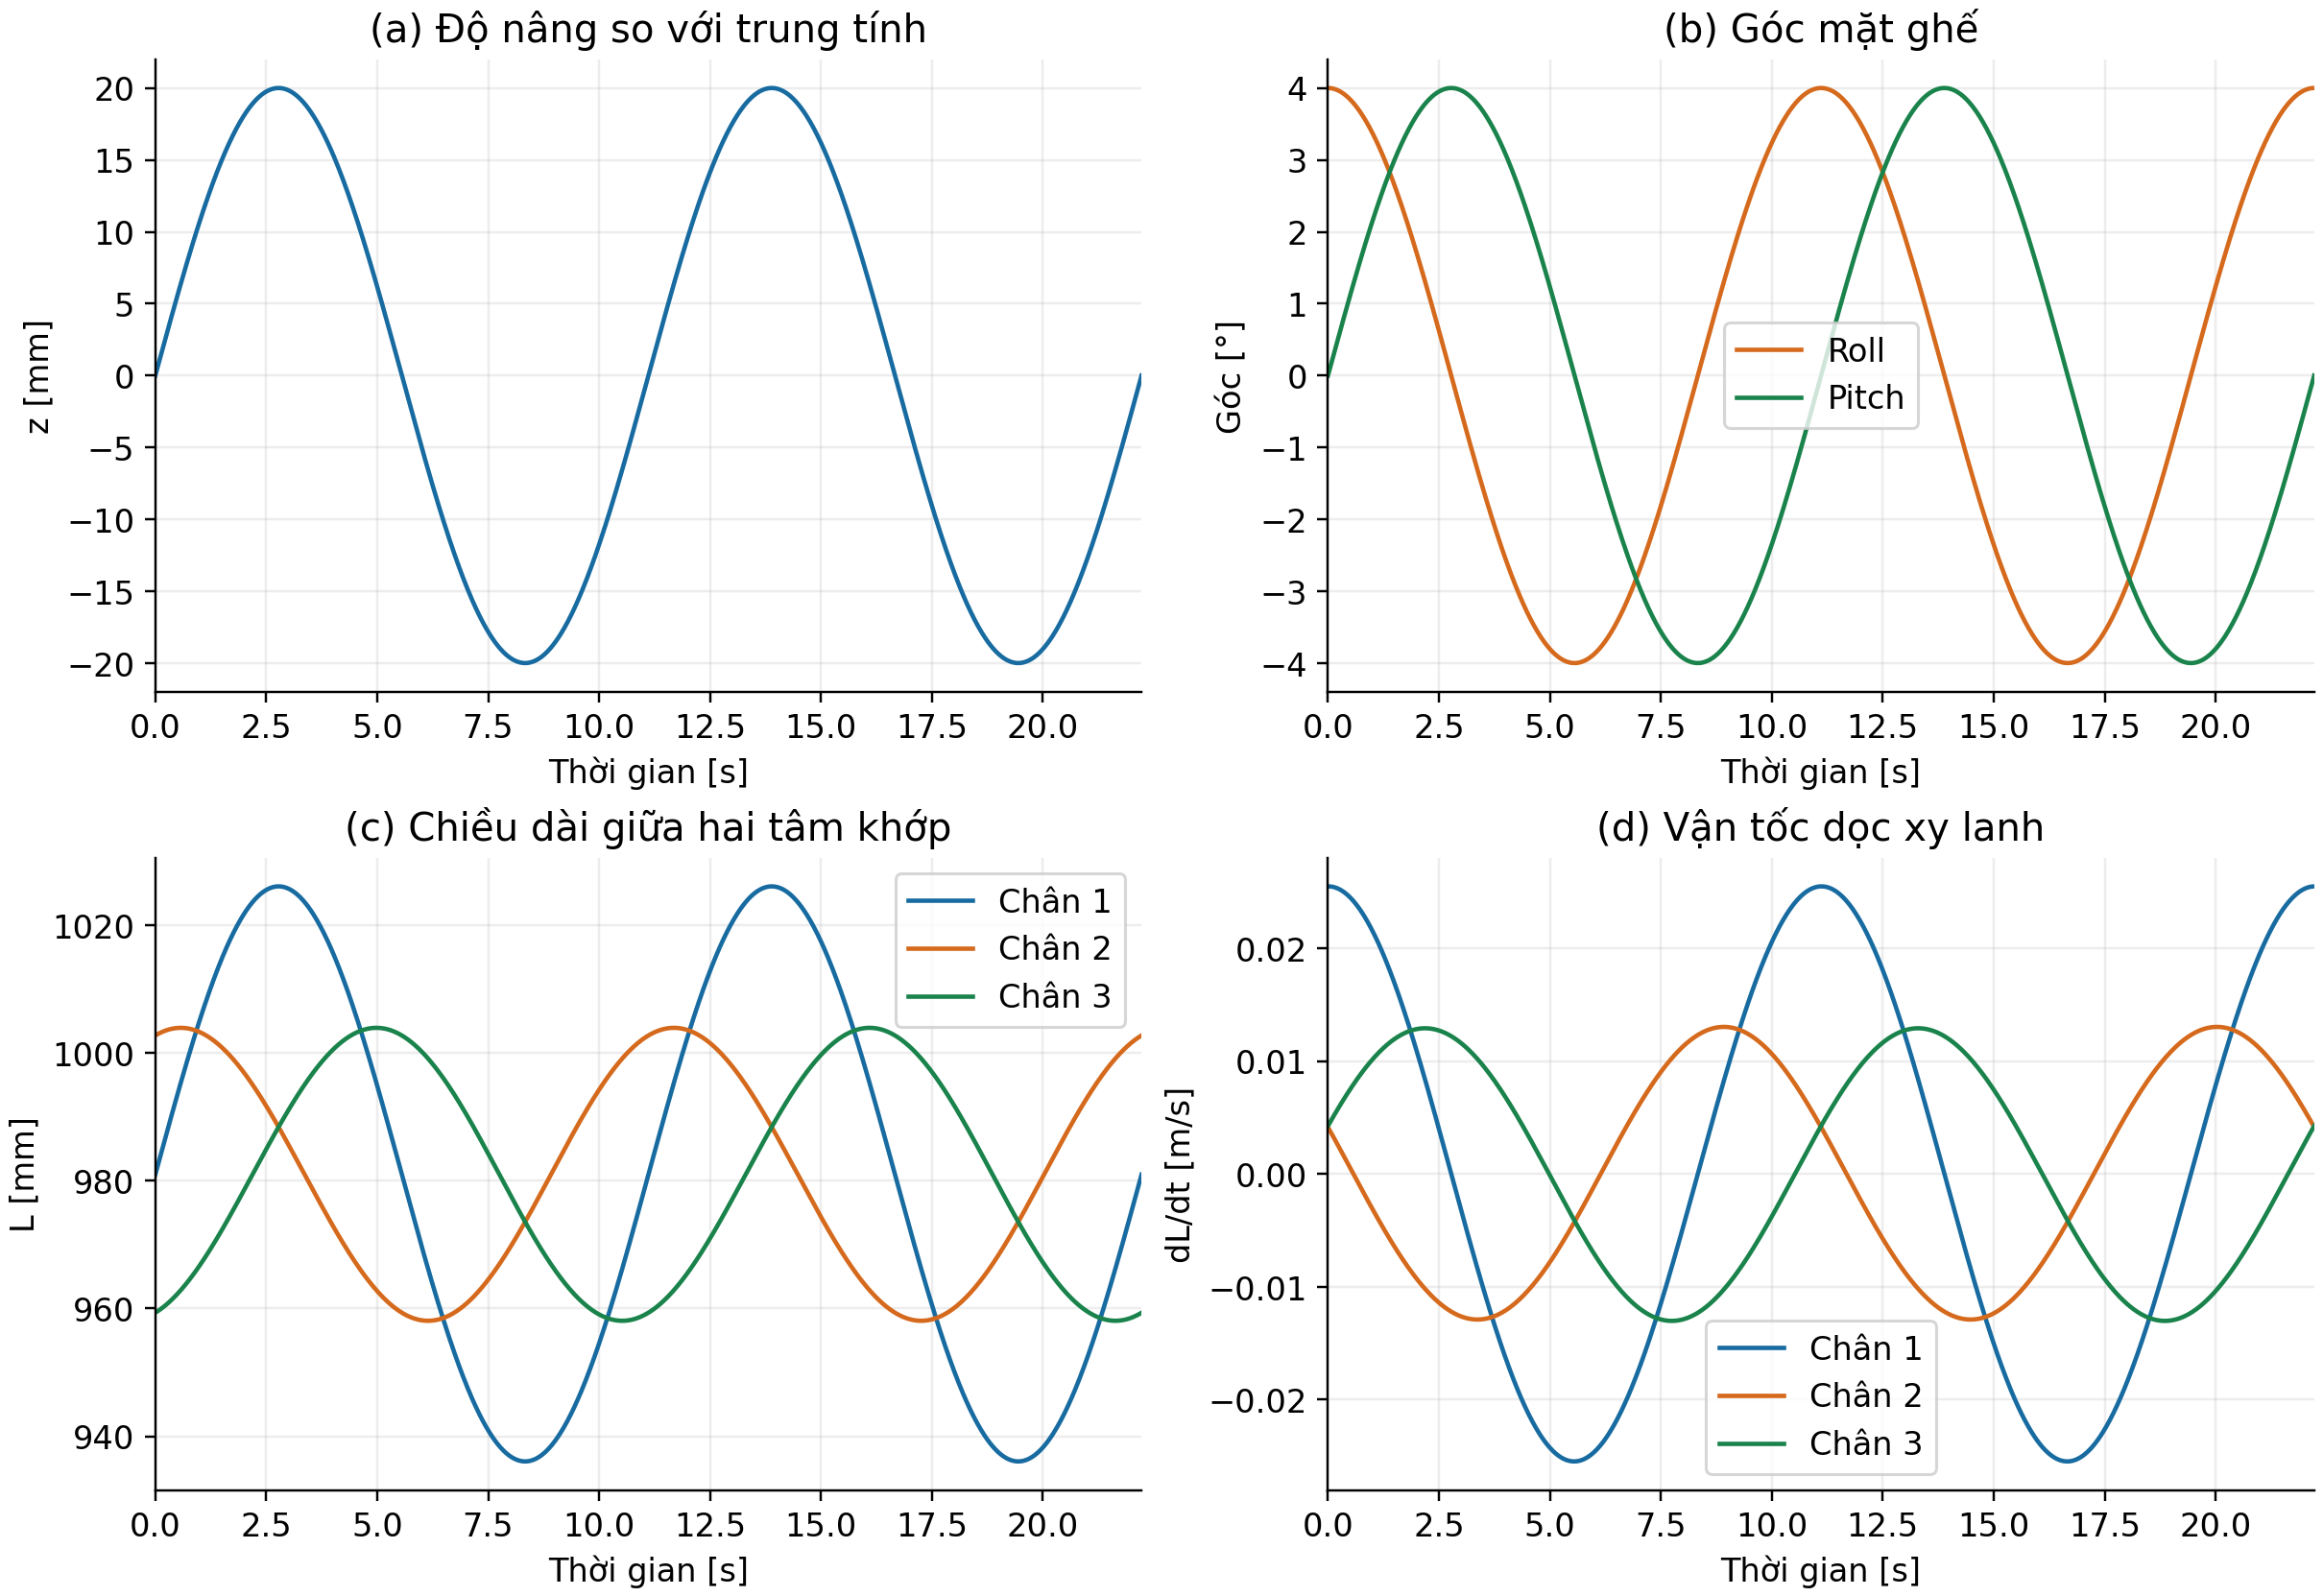 (a) Độ nâng so với trung tính
20
15
10
5
0
−5
−10
−15
−20
z [mm]
0.0 2.5 5.0 7.5 10.0 12.5 15.0 17.5 20.0
Thời gian [s]
(b) Góc mặt ghế
4
3
2
1
0
−1
−2
−3
−4
Góc [°]
Roll
Pitch
0.0 2.5 5.0 7.5 10.0 12.5 15.0 17.5 20.0
Thời gian [s]
(c) Chiều dài giữa hai tâm khớp
1020
1000
980
960
940
L [mm]
Chân 1
Chân 2
Chân 3
0.0 2.5 5.0 7.5 10.0 12.5 15.0 17.5 20.0
Thời gian [s]
(d) Vận tốc dọc xy lanh
0.02
0.01
0.00
−0.01
−0.02
dL/dt [m/s]
Chân 1
Chân 2
Chân 3
0.0 2.5 5.0 7.5 10.0 12.5 15.0 17.5 20.0
Thời gian [s]